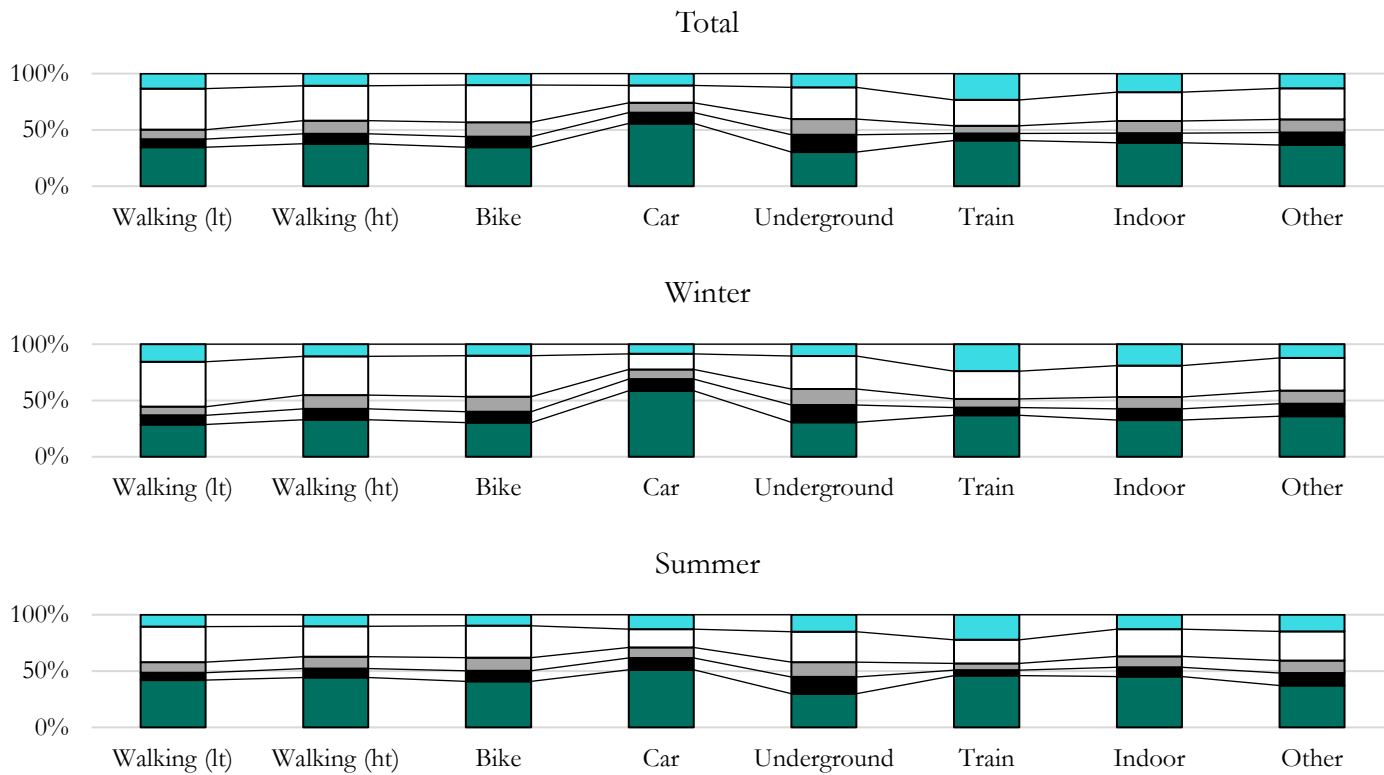 Total
100%
50%
0%
Walking (lt) Walking (ht) Bike Car Underground Train Indoor Other
Winter
100%
50%
0%
Walking (lt) Walking (ht) Bike Car Underground Train Indoor Other
Summer
100%
50%
0%
Walking (lt) Walking (ht) Bike Car Underground Train Indoor Other